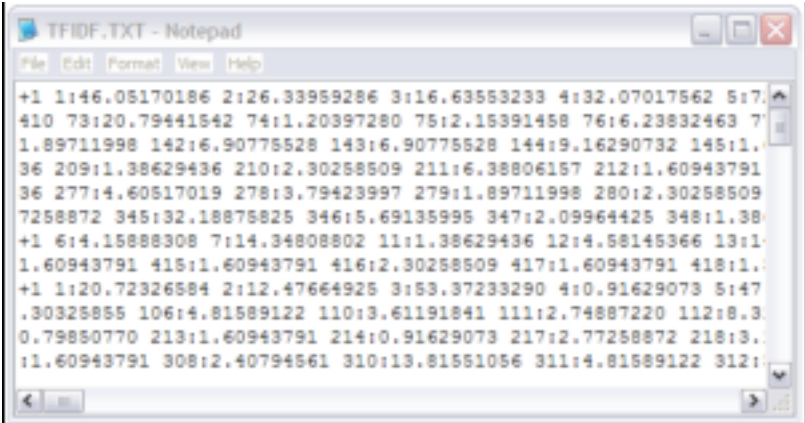 TFIDF.TXT - Notepad
File Edit Format View Help
+1 1:46.05170186 2:26.33959286 3:16.63553233 4:32.07017562 5:7
410 73:20.79441542 74:1.20397280 75:2.15391458 76:6.23832463 7
1.89711998 142:6.90775528 143:6.90775528 144:9.16290732 145:1.
36 209:1.38629436 210:2.30258509 211:6.38806157 212:1.60943791
36 277:4.60517019 278:3.79423997 279:1.89711998 280:2.30258509
7258872 345:32.18875825 346:5.69135995 347:2.09964425 348:1.38
+1 6:4.15888308 7:14.34808802 11:1.38629436 12:4.58145366 13:1
1.60943791 415:1.60943791 416:2.30258509 417:1.60943791 418:1.
+1 1:20.72326584 2:12.47664925 3:53.37233290 4:0.91629073 5:47
.30325855 106:4.81589122 110:3.61191841 111:2.74887220 112:8.3
0.79850770 213:1.60943791 214:0.91629073 217:2.77258872 218:3.
:1.60943791 308:2.40794561 310:13.81551056 311:4.81589122 312: